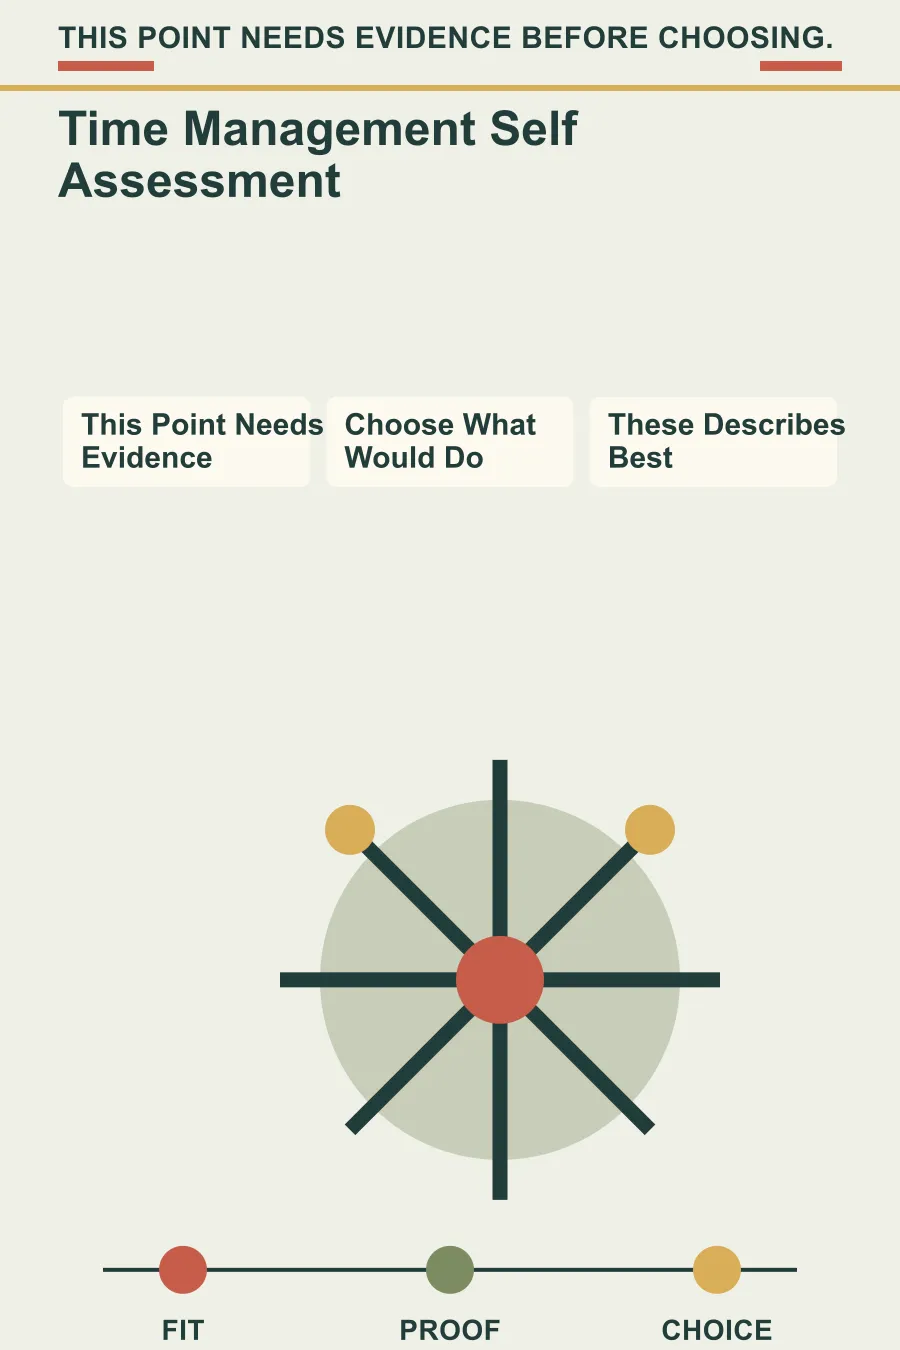 THIS POINT NEEDS EVIDENCE BEFORE CHOOSING.
Time Management Self
Assessment
This Point Needs
Evidence
Choose What
Would Do
These Describes
Best
FIT
PROOF
CHOICE